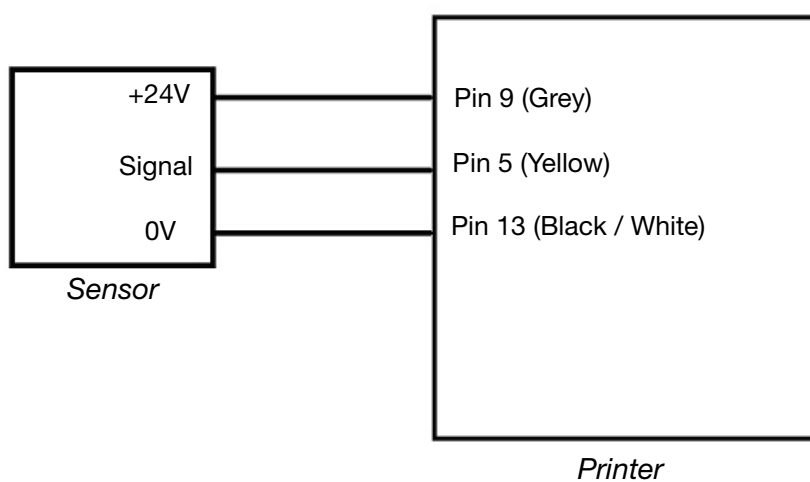 +24V
Pin 9 (Grey)
Signal
Pin 5 (Yellow)
0V
Pin 13 (Black / White)
Sensor
Printer